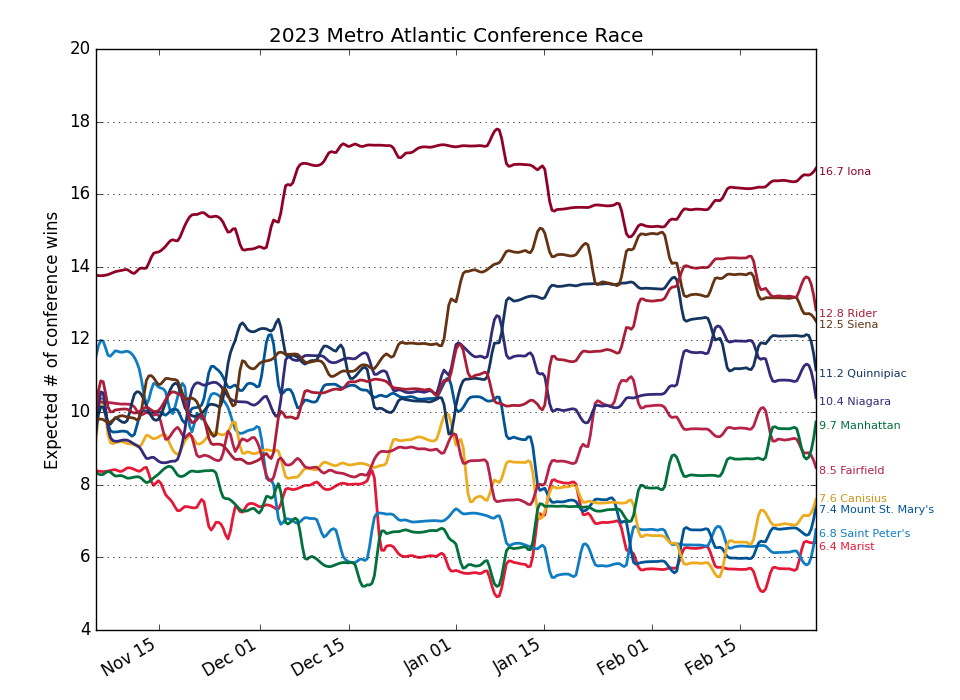 2023 Metro Atlantic Conference Race
Expected # of conference wins
20
18
16
14
12
10
8
6
4
16.7 Iona
12.8 Rider
12.5 Siena
11.2 Quinnipiac
10.4 Niagara
9.7 Manhattan
8.5 Fairfield
7.6 Canisius
7.4 Mount St. Mary's
6.8 Saint Peter's
6.4 Marist
Nov 15
Dec 01
Dec 15
Jan 01
Jan 15
Feb 01
Feb 15